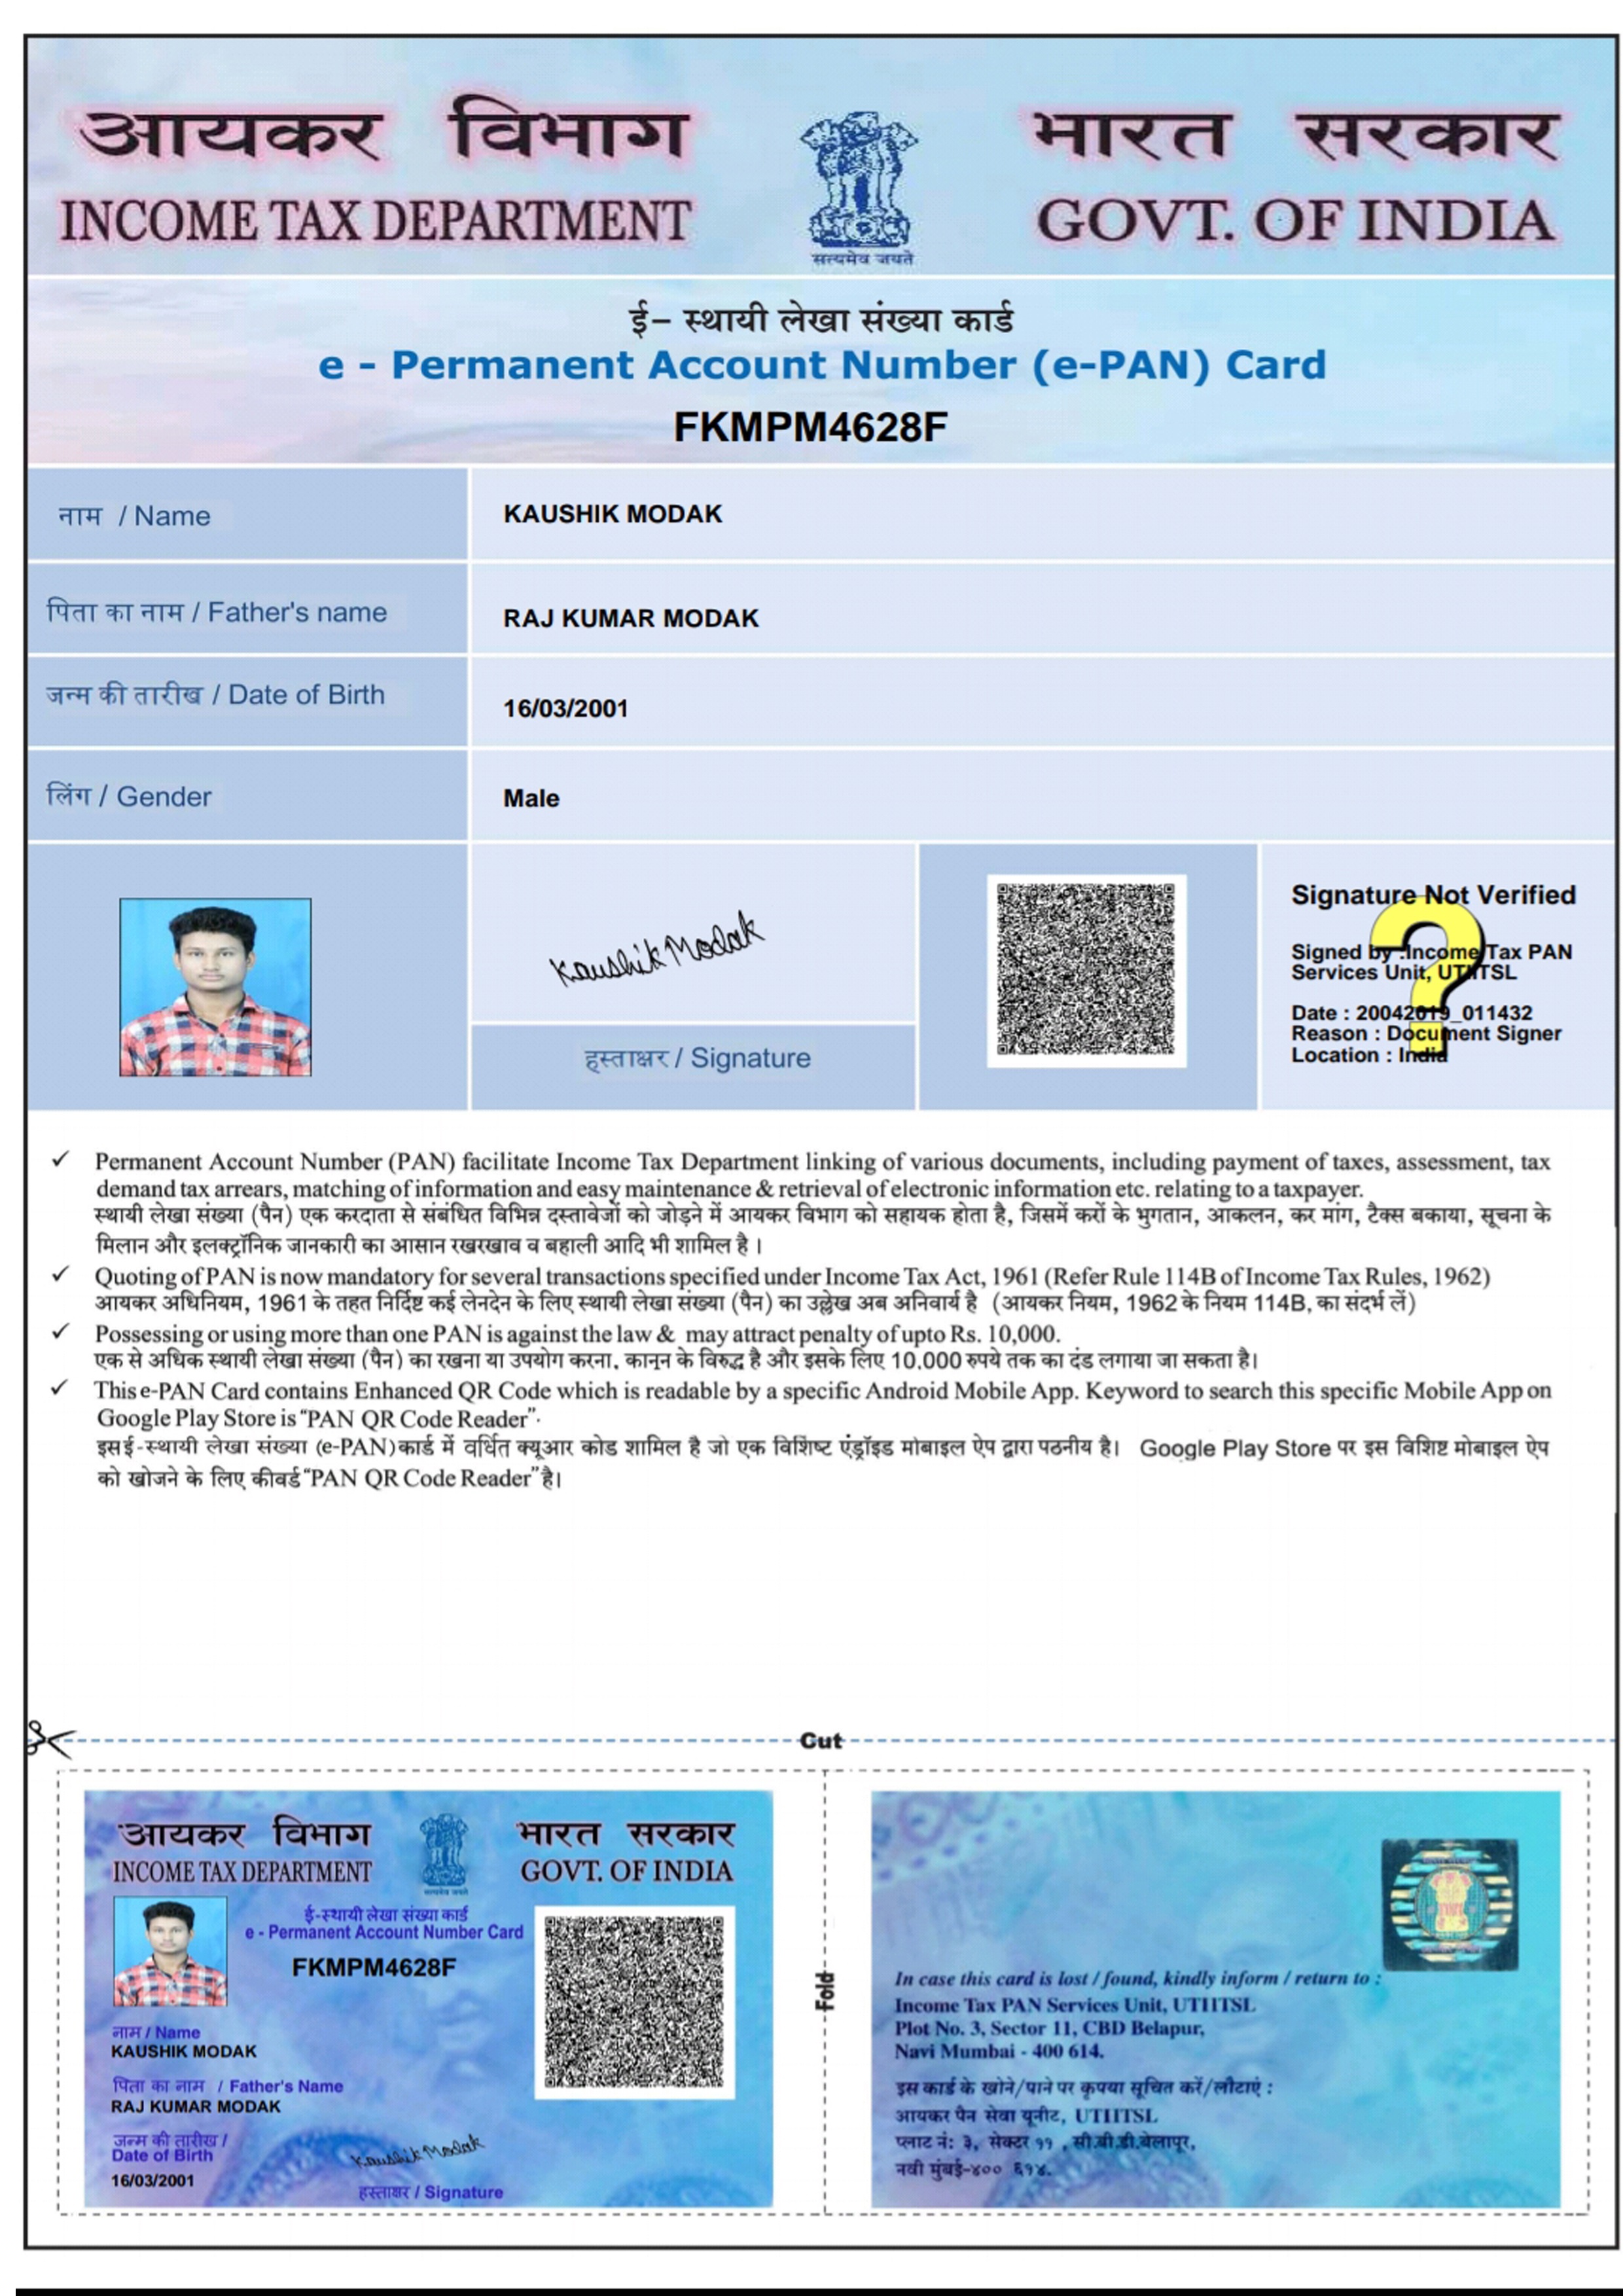 आयकर विभाग
INCOME TAX DEPARTMENT
सत्यमेव जयते
भारत सरकार
GOVT. OF INDIA
ई– स्थायी लेखा संख्या कार्ड
e - Permanent Account Number (e-PAN) Card
FKMPM4628F
नाम / Name
KAUSHIK MODAK
पिता का नाम / Father's name
RAJ KUMAR MODAK
जन्म की तारीख / Date of Birth
16/03/2001
लिंग / Gender
Male
Kaushik Modak
हस्ताक्षर / Signature
Signature Not Verified
?
Signed by :Income Tax PAN
Services Unit, UTIITSL
Date : 20042019_011432
Reason : Document Signer
Location : India
✓ Permanent Account Number (PAN) facilitate Income Tax Department linking of various documents, including payment of taxes, assessment, tax
demand tax arrears, matching of information and easy maintenance & retrieval of electronic information etc. relating to a taxpayer.
स्थायी लेखा संख्या (पैन) एक करदाता से संबंधित विभिन्न दस्तावेजों को जोड़ने में आयकर विभाग को सहायक होता है, जिसमें करों के भुगतान, आकलन, कर मांग, टैक्स बकाया, सूचना के
मिलान और इलक्ट्रॉनिक जानकारी का आसान रखरखाव व बहाली आदि भी शामिल है ।
✓ Quoting of PAN is now mandatory for several transactions specified under Income Tax Act, 1961 (Refer Rule 114B of Income Tax Rules, 1962)
आयकर अधिनियम, 1961 के तहत निर्दिष्ट कई लेनदेन के लिए स्थायी लेखा संख्या (पैन) का उल्लेख अब अनिवार्य है (आयकर नियम, 1962 के नियम 114B, का संदर्भ लें)
✓ Possessing or using more than one PAN is against the law & may attract penalty of upto Rs. 10,000.
एक से अधिक स्थायी लेखा संख्या (पैन) का रखना या उपयोग करना, कानून के विरुद्ध है और इसके लिए 10,000 रुपये तक का दंड लगाया जा सकता है।
✓ This e-PAN Card contains Enhanced QR Code which is readable by a specific Android Mobile App. Keyword to search this specific Mobile App on
Google Play Store is “PAN QR Code Reader”.
इसई-स्थायी लेखा संख्या (e-PAN) कार्ड में वर्धित क्यूआर कोड शामिल है जो एक विशिष्ट एंड्रॉइड मोबाइल ऐप द्वारा पठनीय है। Google Play Store पर इस विशिष्ट मोबाइल ऐप
को खोजने के लिए कीवर्ड “PAN QR Code Reader” है।
Cut
आयकर विभाग
INCOME TAX DEPARTMENT
सत्यमेव जयते
भारत सरकार
GOVT. OF INDIA
ई-स्थायी लेखा संख्या कार्ड
e - Permanent Account Number Card
FKMPM4628F
नाम / Name
KAUSHIK MODAK
पिता का नाम / Father's Name
RAJ KUMAR MODAK
जन्म की तारीख /
Date of Birth
16/03/2001
Kaushik Modak
हस्ताक्षर / Signature
Fold
In case this card is lost / found, kindly inform / return to :
Income Tax PAN Services Unit, UTIITSL
Plot No. 3, Sector 11, CBD Belapur,
Navi Mumbai - 400 614.
इस कार्ड के खोने/पाने पर कृपया सूचित करें/लौटाएं :
आयकर पैन सेवा यूनीट, UTIITSL
प्लाट नं: ३, सेक्टर ११ , सी.बी.डी.बेलापूर,
नवी मुंबई-४०० ६१४.